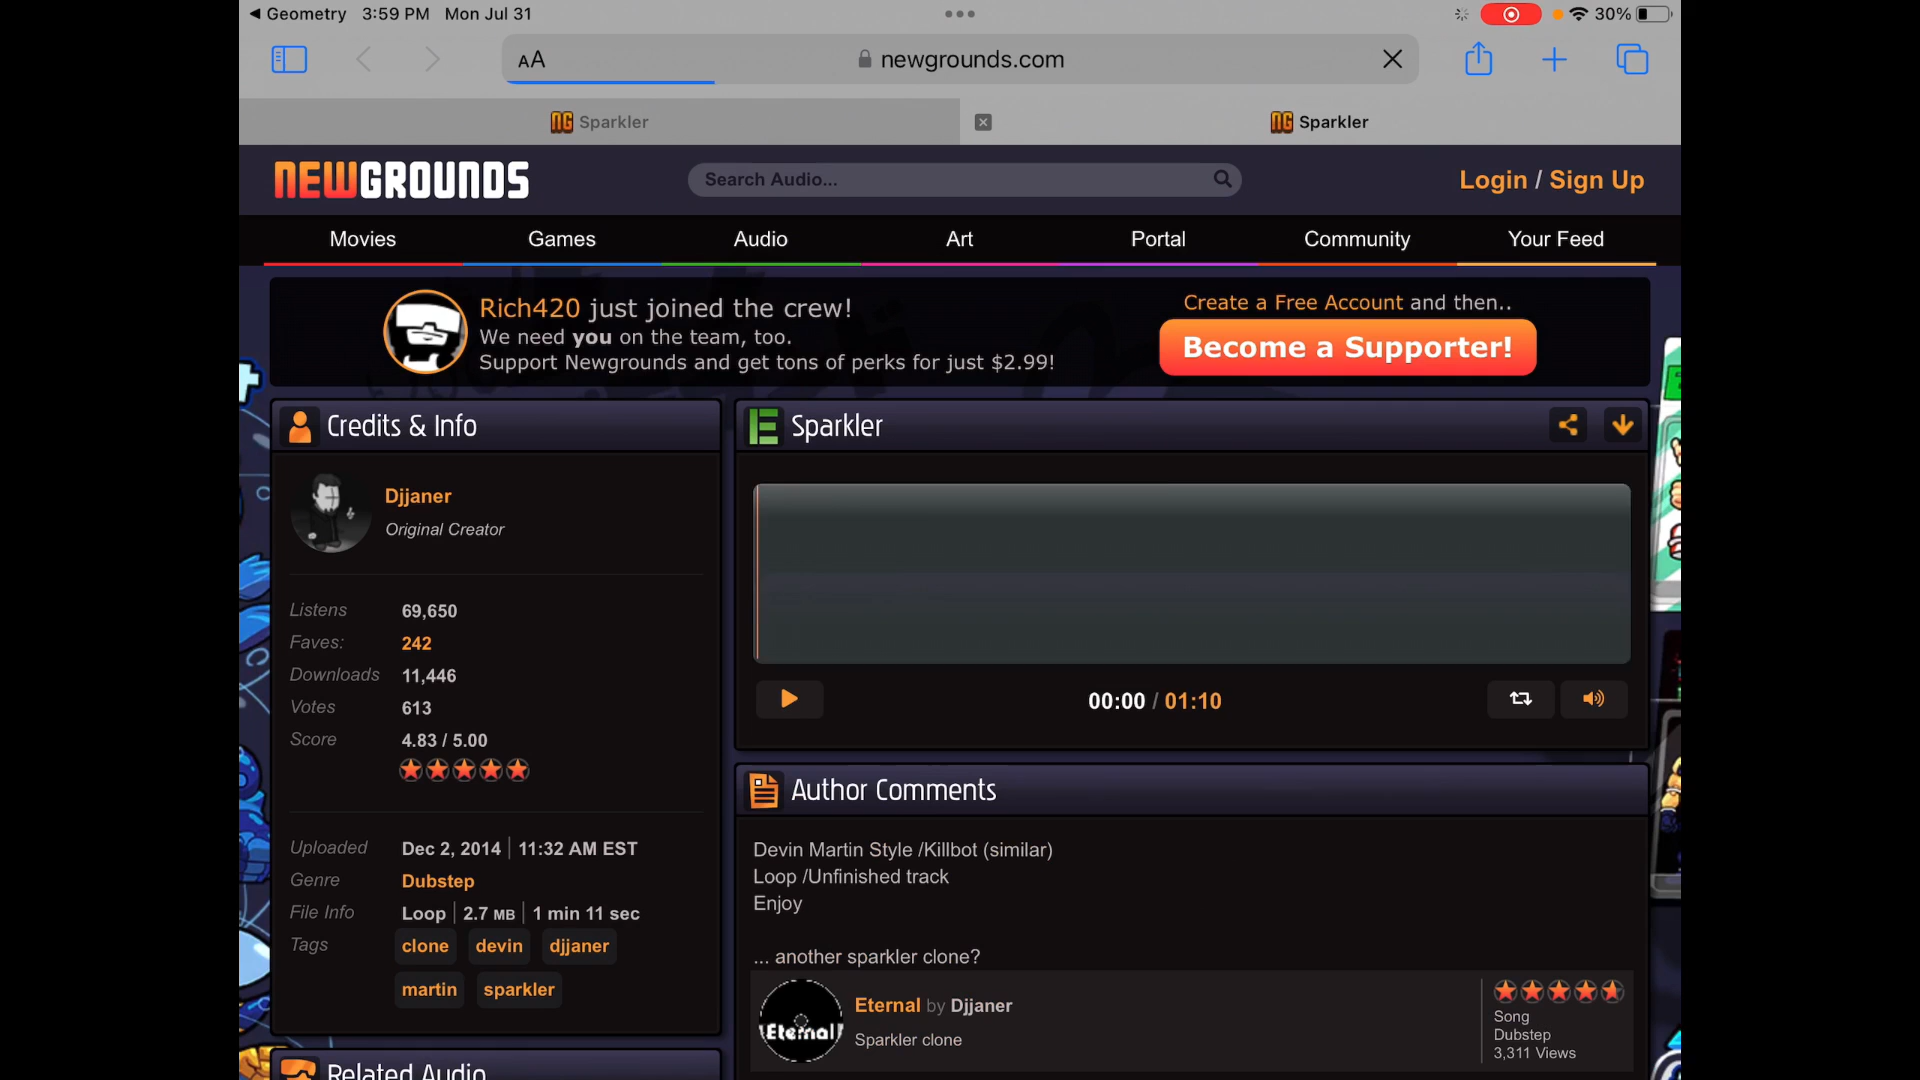 ◀ Geometry 3:59 PM Mon Jul 31
30%
AA newgrounds.com
NG Sparkler
NG Sparkler
NEWGROUNDS
Search Audio...
Login / Sign Up
Movies Games Audio Art Portal Community Your Feed
Rich420 just joined the crew!
We need you on the team, too.
Support Newgrounds and get tons of perks for just $2.99!
Create a Free Account and then..
Become a Supporter!
Credits & Info
Djjaner
Original Creator
Listens 69,650
Faves: 242
Downloads 11,446
Votes 613
Score 4.83 / 5.00
Uploaded Dec 2, 2014 | 11:32 AM EST
Genre Dubstep
File Info Loop | 2.7 MB | 1 min 11 sec
Tags clone devin djjaner
martin sparkler
Related Audio
E Sparkler
00:00 / 01:10
Author Comments
Devin Martin Style /Killbot (similar)
Loop /Unfinished track
Enjoy
... another sparkler clone?
Eternal
Eternal by Djjaner
Sparkler clone
Song
Dubstep
3,311 Views